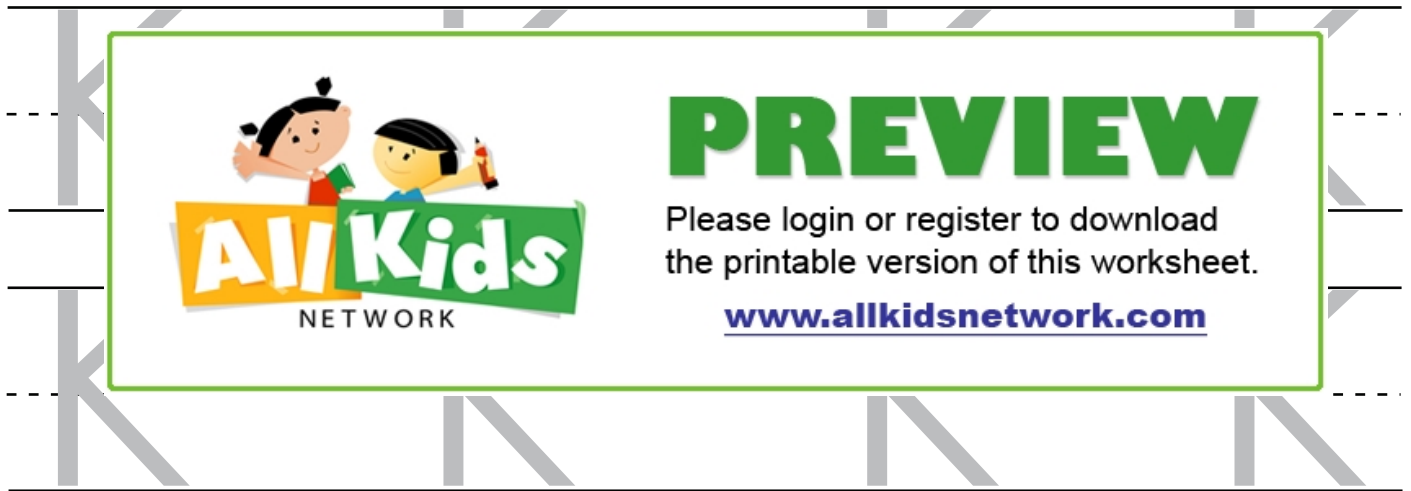 K K K K
All Kids
NETWORK
PREVIEW
Please login or register to download
the printable version of this worksheet.
www.allkidsnetwork.com
K K K K